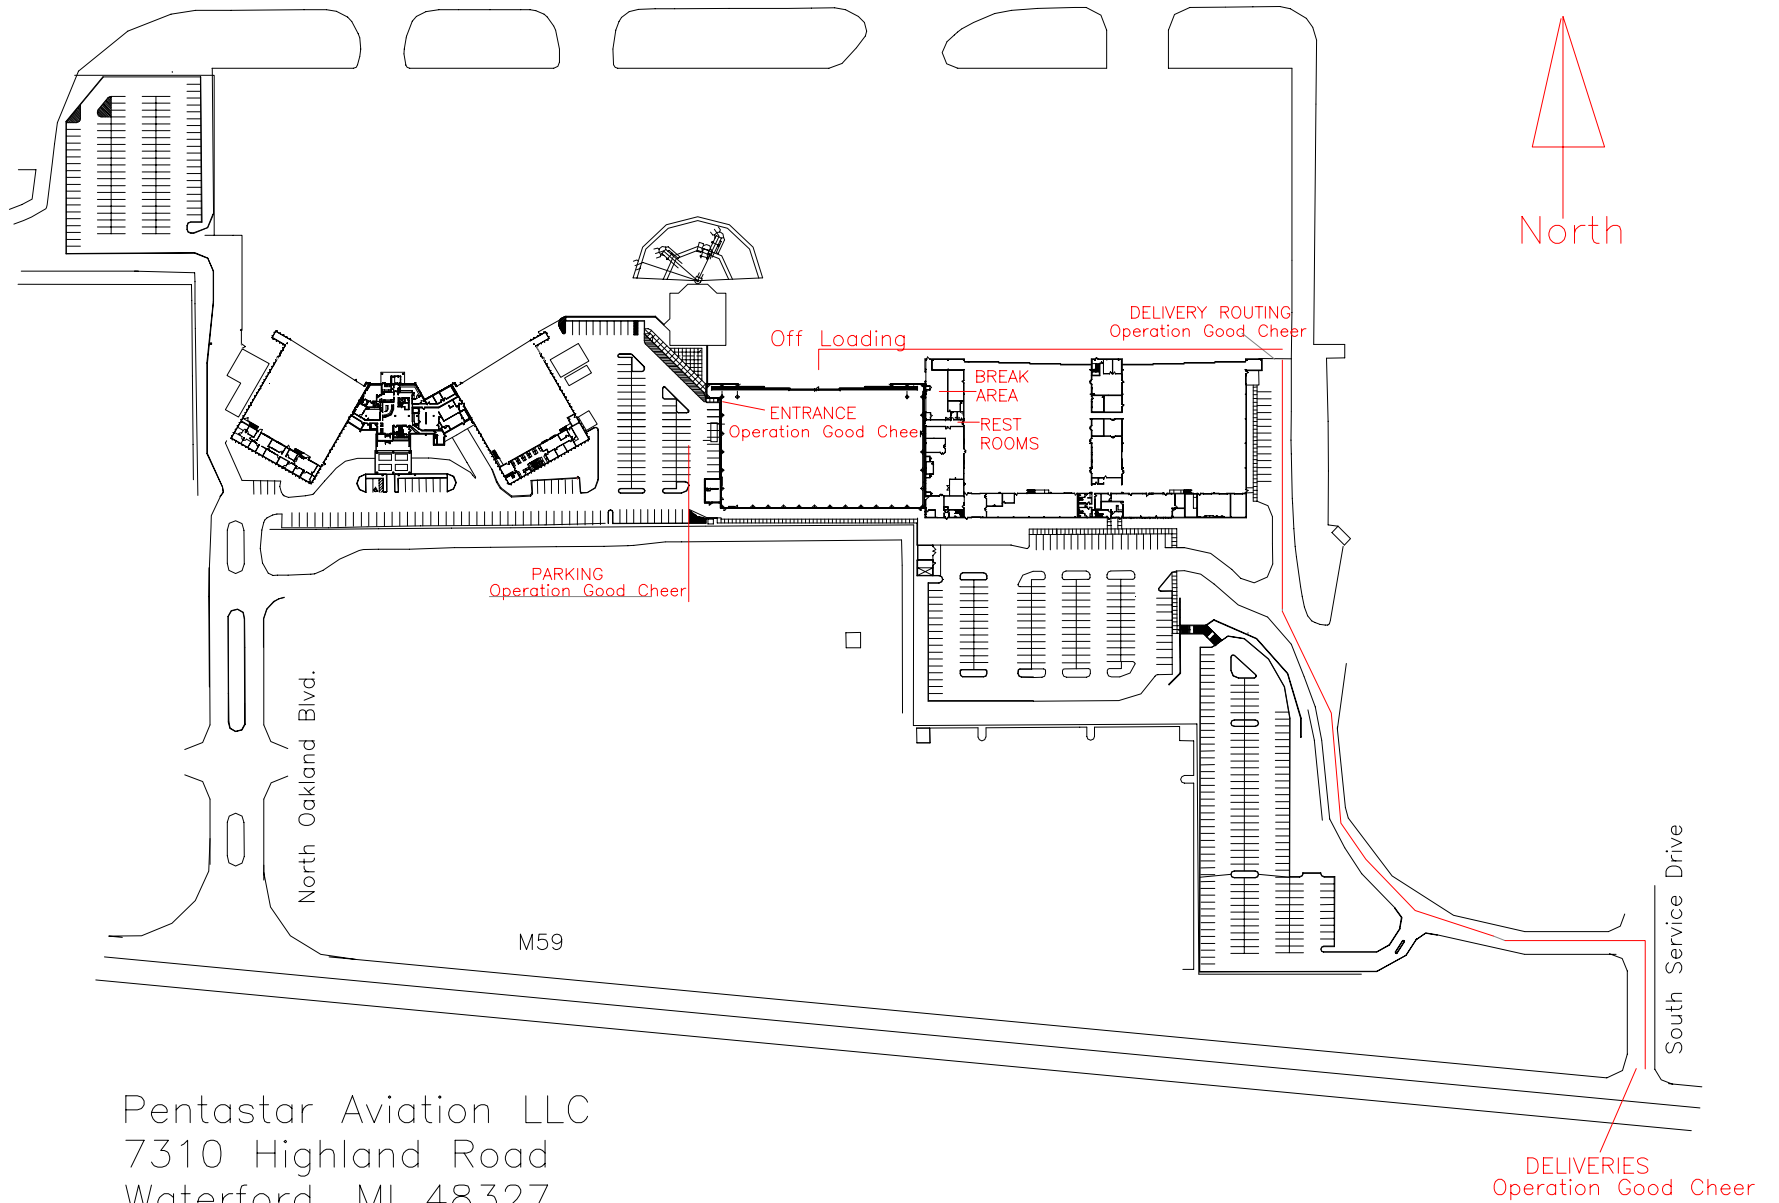 North
DELIVERY ROUTING
Operation Good Cheer
Off Loading
BREAK
AREA
ENTRANCE
Operation Good Chee
REST
ROOMS
PARKING
Operation Good Cheer
North Oakland Blvd.
South Service Drive
M59
Pentastar Aviation LLC
7310 Highland Road
Waterford, MI 48327
DELIVERIES
Operation Good Cheer